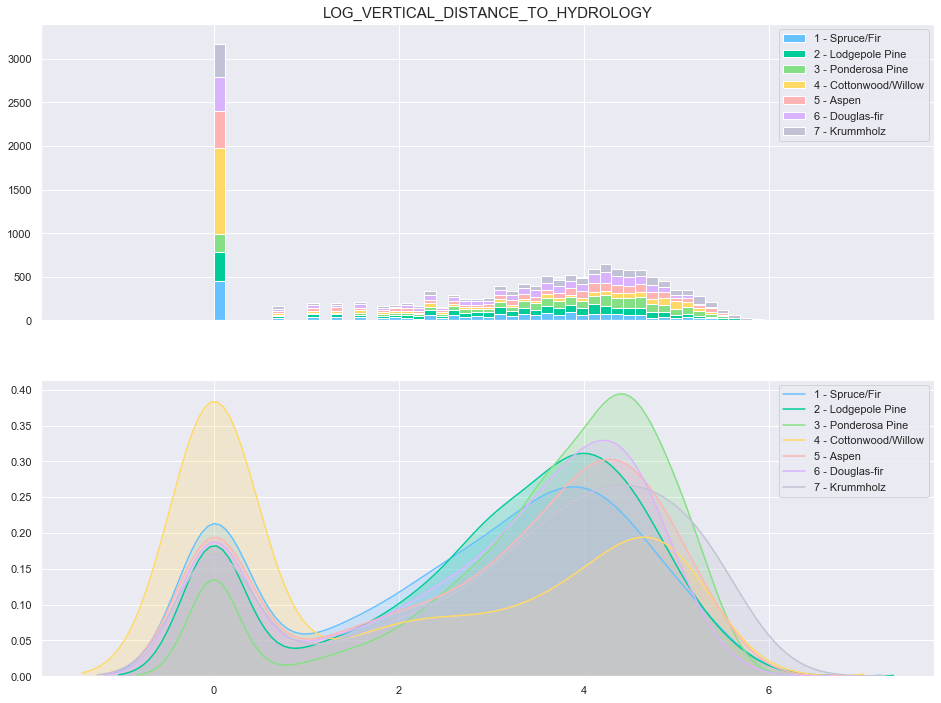 LOG_VERTICAL_DISTANCE_TO_HYDROLOGY
3000
2500
2000
1500
1000
500
0
1 - Spruce/Fir
2 - Lodgepole Pine
3 - Ponderosa Pine
4 - Cottonwood/Willow
5 - Aspen
6 - Douglas-fir
7 - Krummholz
0.40
0.35
0.30
0.25
0.20
0.15
0.10
0.05
0.00
1 - Spruce/Fir
2 - Lodgepole Pine
3 - Ponderosa Pine
4 - Cottonwood/Willow
5 - Aspen
6 - Douglas-fir
7 - Krummholz
0 2 4 6